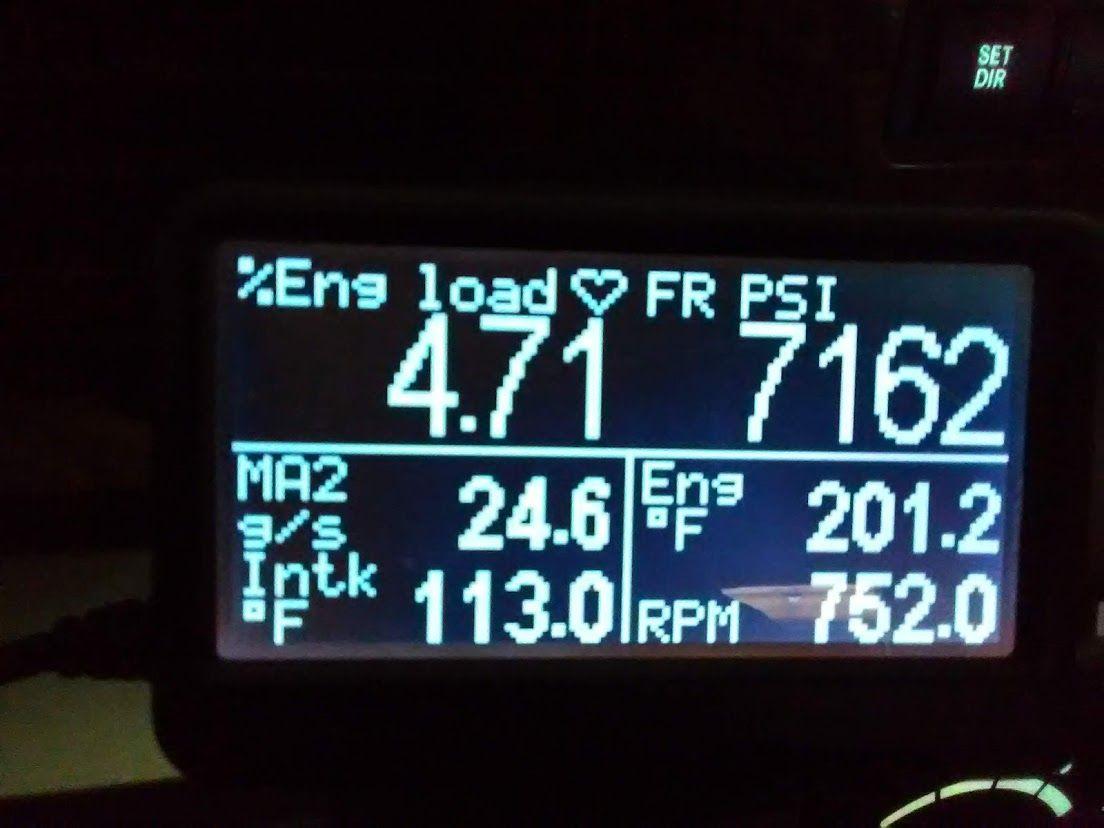 SET
DIR
%Eng load♡ FR PSI
4.71 7162
MA2
g/s 24.6
Eng
°F 201.2
Intk
°F 113.0
RPM 752.0